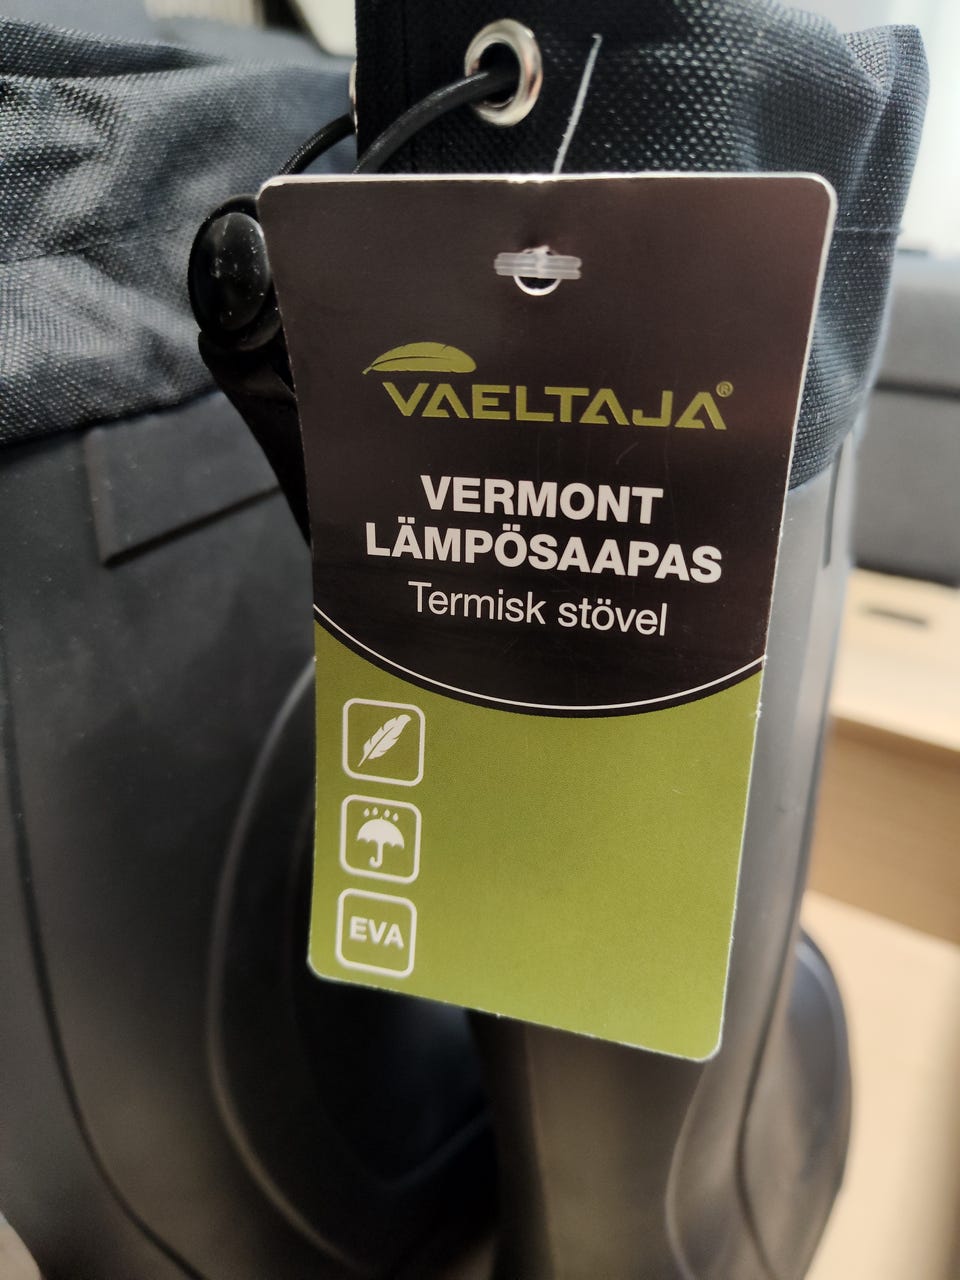 VAELTAJA®
VERMONT
LÄMPÖSAAPAS
Termisk stövel
EVA